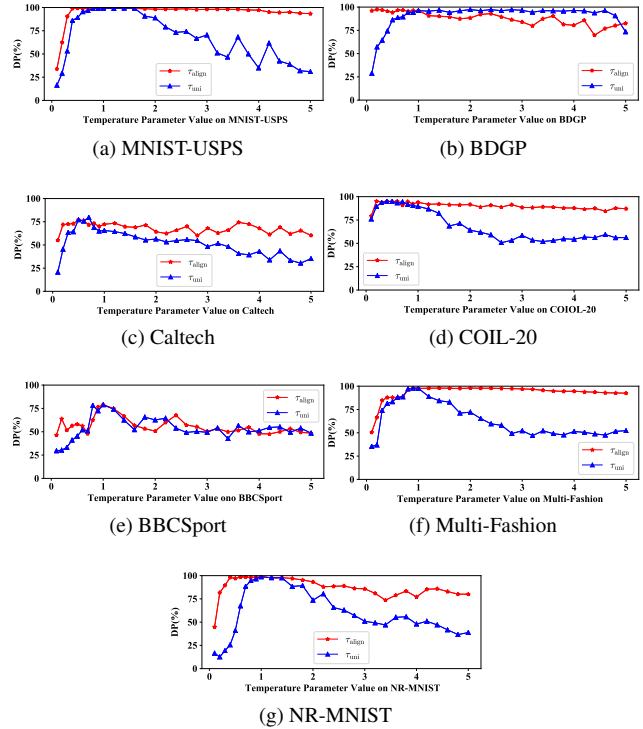 100
75
50
25
0
DP(%)
τalign
τuni
0 1 2 3 4 5
Temperature Parameter Value on MNIST-USPS
(a) MNIST-USPS
100
75
50
25
0
DP(%)
τalign
τuni
0 1 2 3 4 5
Temperature Parameter Value on BDGP
(b) BDGP
100
75
50
25
0
DP(%)
τalign
τuni
0 1 2 3 4 5
Temperature Parameter Value on Caltech
(c) Caltech
100
75
50
25
0
DP(%)
τalign
τuni
0 1 2 3 4 5
Temperature Parameter Value on COIOL-20
(d) COIL-20
100
75
50
25
0
DP(%)
τalign
τuni
0 1 2 3 4 5
Temperature Parameter Value ono BBCSport
(e) BBCSport
100
75
50
25
0
DP(%)
τalign
τuni
0 1 2 3 4 5
Temperature Parameter Value on Multi-Fashion
(f) Multi-Fashion
100
75
50
25
0
DP(%)
τalign
τuni
0 1 2 3 4 5
Temperature Parameter Value on NR-MNIST
(g) NR-MNIST